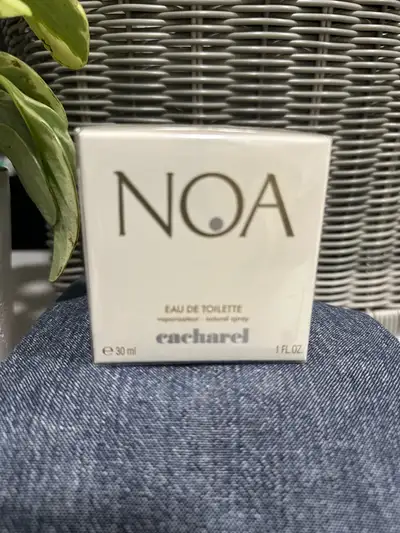 NOA
EAU DE TOILETTE
vaporisateur - natural spray
cacharel
℮ 30 ml 1 FL.OZ.